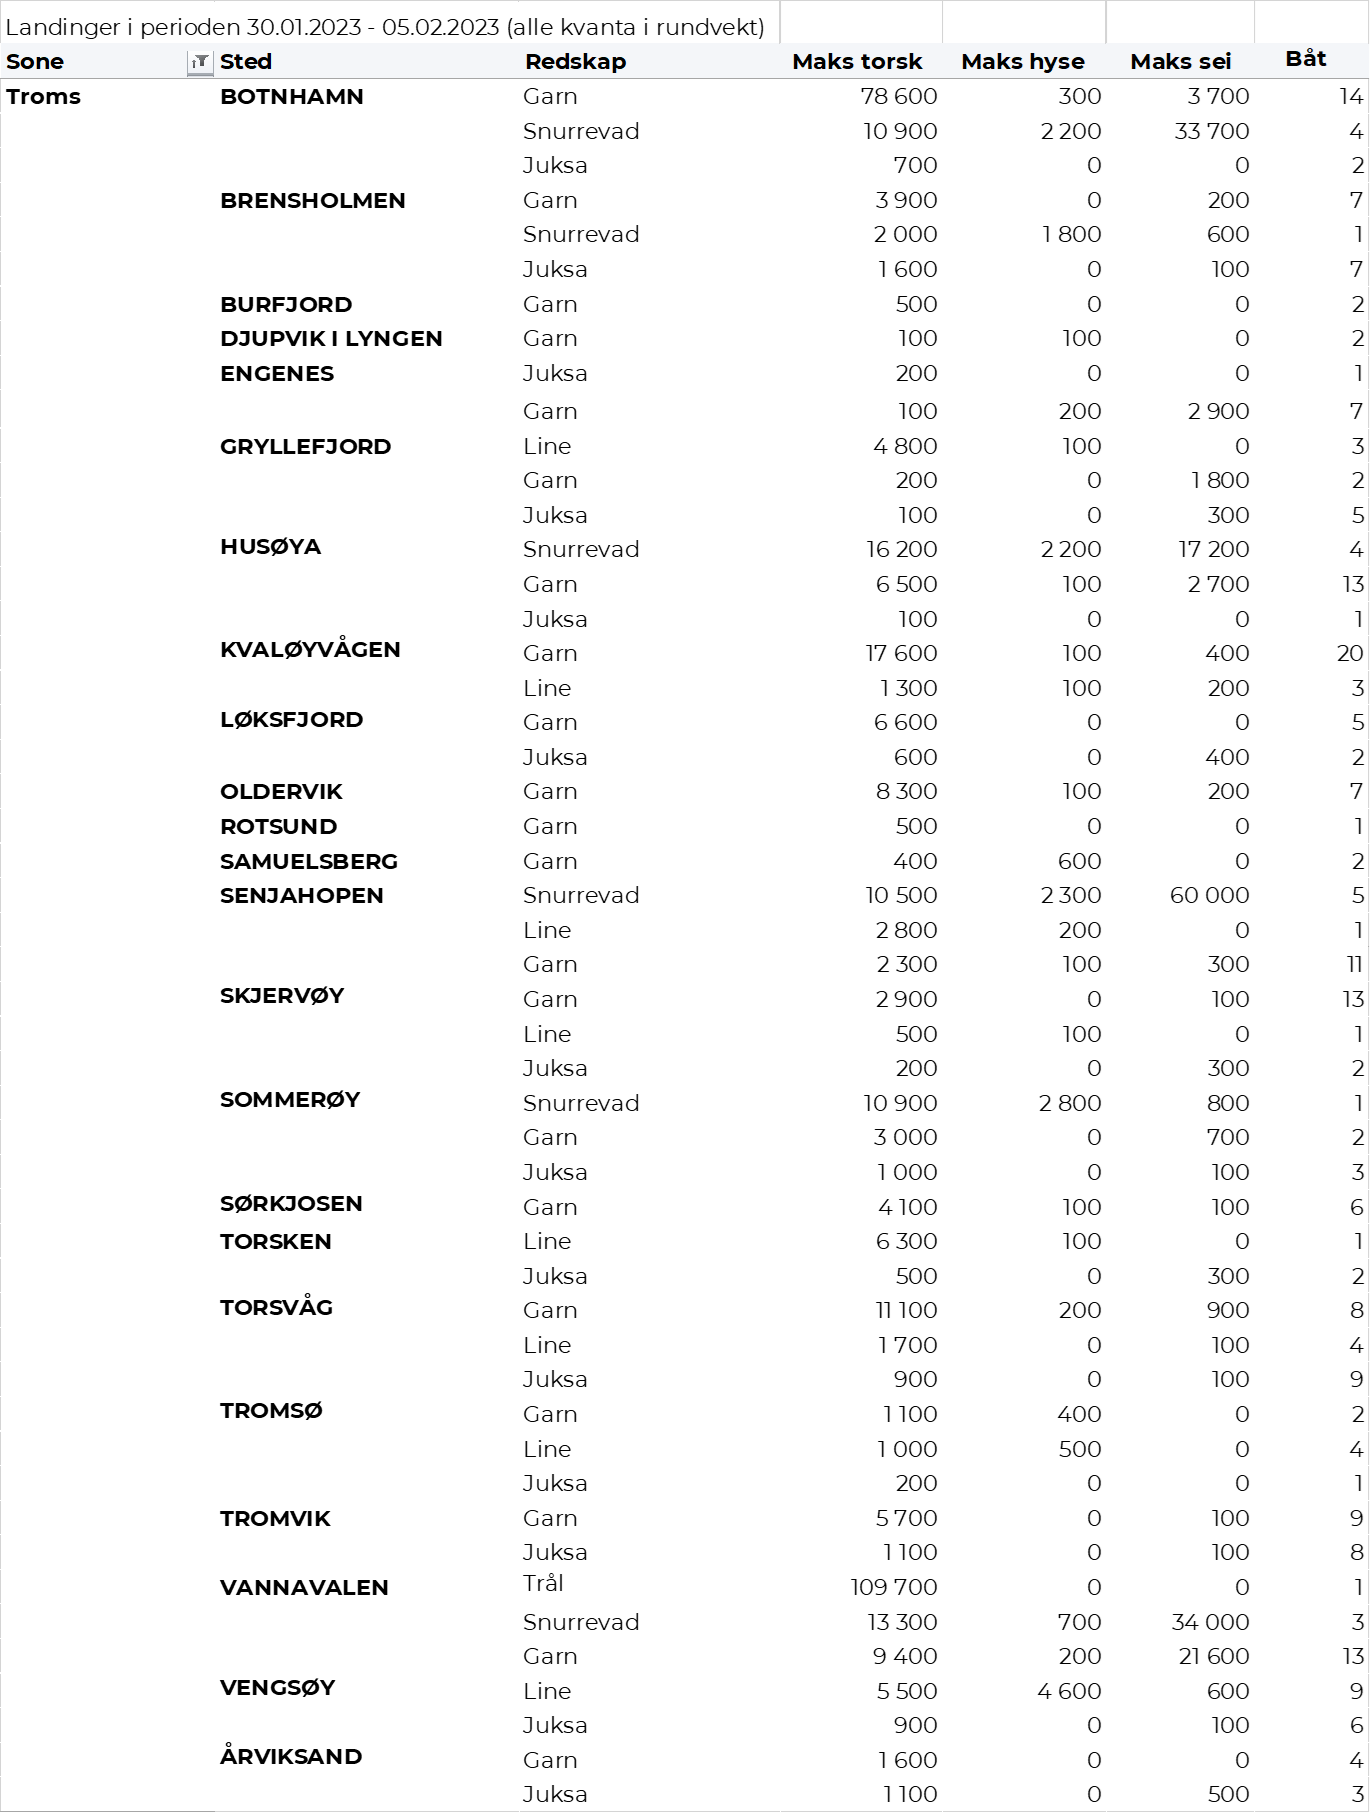 Landinger i perioden 30.01.2023 - 05.02.2023 (alle kvanta i rundvekt)
Sone Sted Redskap Maks torsk Maks hyse Maks sei Båt
Troms BOTNHAMN Garn 78 600 300 3 700 14
Snurrevad 10 900 2 200 33 700 4
Juksa 700 0 0 2
BRENSHOLMEN Garn 3 900 0 200 7
Snurrevad 2 000 1 800 600 1
Juksa 1 600 0 100 7
BURFJORD Garn 500 0 0 2
DJUPVIK I LYNGEN Garn 100 100 0 2
ENGENES Juksa 200 0 0 1
Garn 100 200 2 900 7
GRYLLEFJORD Line 4 800 100 0 3
Garn 200 0 1 800 2
Juksa 100 0 300 5
HUSØYA Snurrevad 16 200 2 200 17 200 4
Garn 6 500 100 2 700 13
Juksa 100 0 0 1
KVALØYVÅGEN Garn 17 600 100 400 20
Line 1 300 100 200 3
LØKSFJORD Garn 6 600 0 0 5
Juksa 600 0 400 2
OLDERVIK Garn 8 300 100 200 7
ROTSUND Garn 500 0 0 1
SAMUELSBERG Garn 400 600 0 2
SENJAHOPEN Snurrevad 10 500 2 300 60 000 5
Line 2 800 200 0 1
Garn 2 300 100 300 11
SKJERVØY Garn 2 900 0 100 13
Line 500 100 0 1
Juksa 200 0 300 2
SOMMERØY Snurrevad 10 900 2 800 800 1
Garn 3 000 0 700 2
Juksa 1 000 0 100 3
SØRKJOSEN Garn 4 100 100 100 6
TORSKEN Line 6 300 100 0 1
Juksa 500 0 300 2
TORSVÅG Garn 11 100 200 900 8
Line 1 700 0 100 4
Juksa 900 0 100 9
TROMSØ Garn 1 100 400 0 2
Line 1 000 500 0 4
Juksa 200 0 0 1
TROMVIK Garn 5 700 0 100 9
Juksa 1 100 0 100 8
VANNAVALEN Trål 109 700 0 0 1
Snurrevad 13 300 700 34 000 3
Garn 9 400 200 21 600 13
VENGSØY Line 5 500 4 600 600 9
Juksa 900 0 100 6
ÅRVIKSAND Garn 1 600 0 0 4
Juksa 1 100 0 500 3